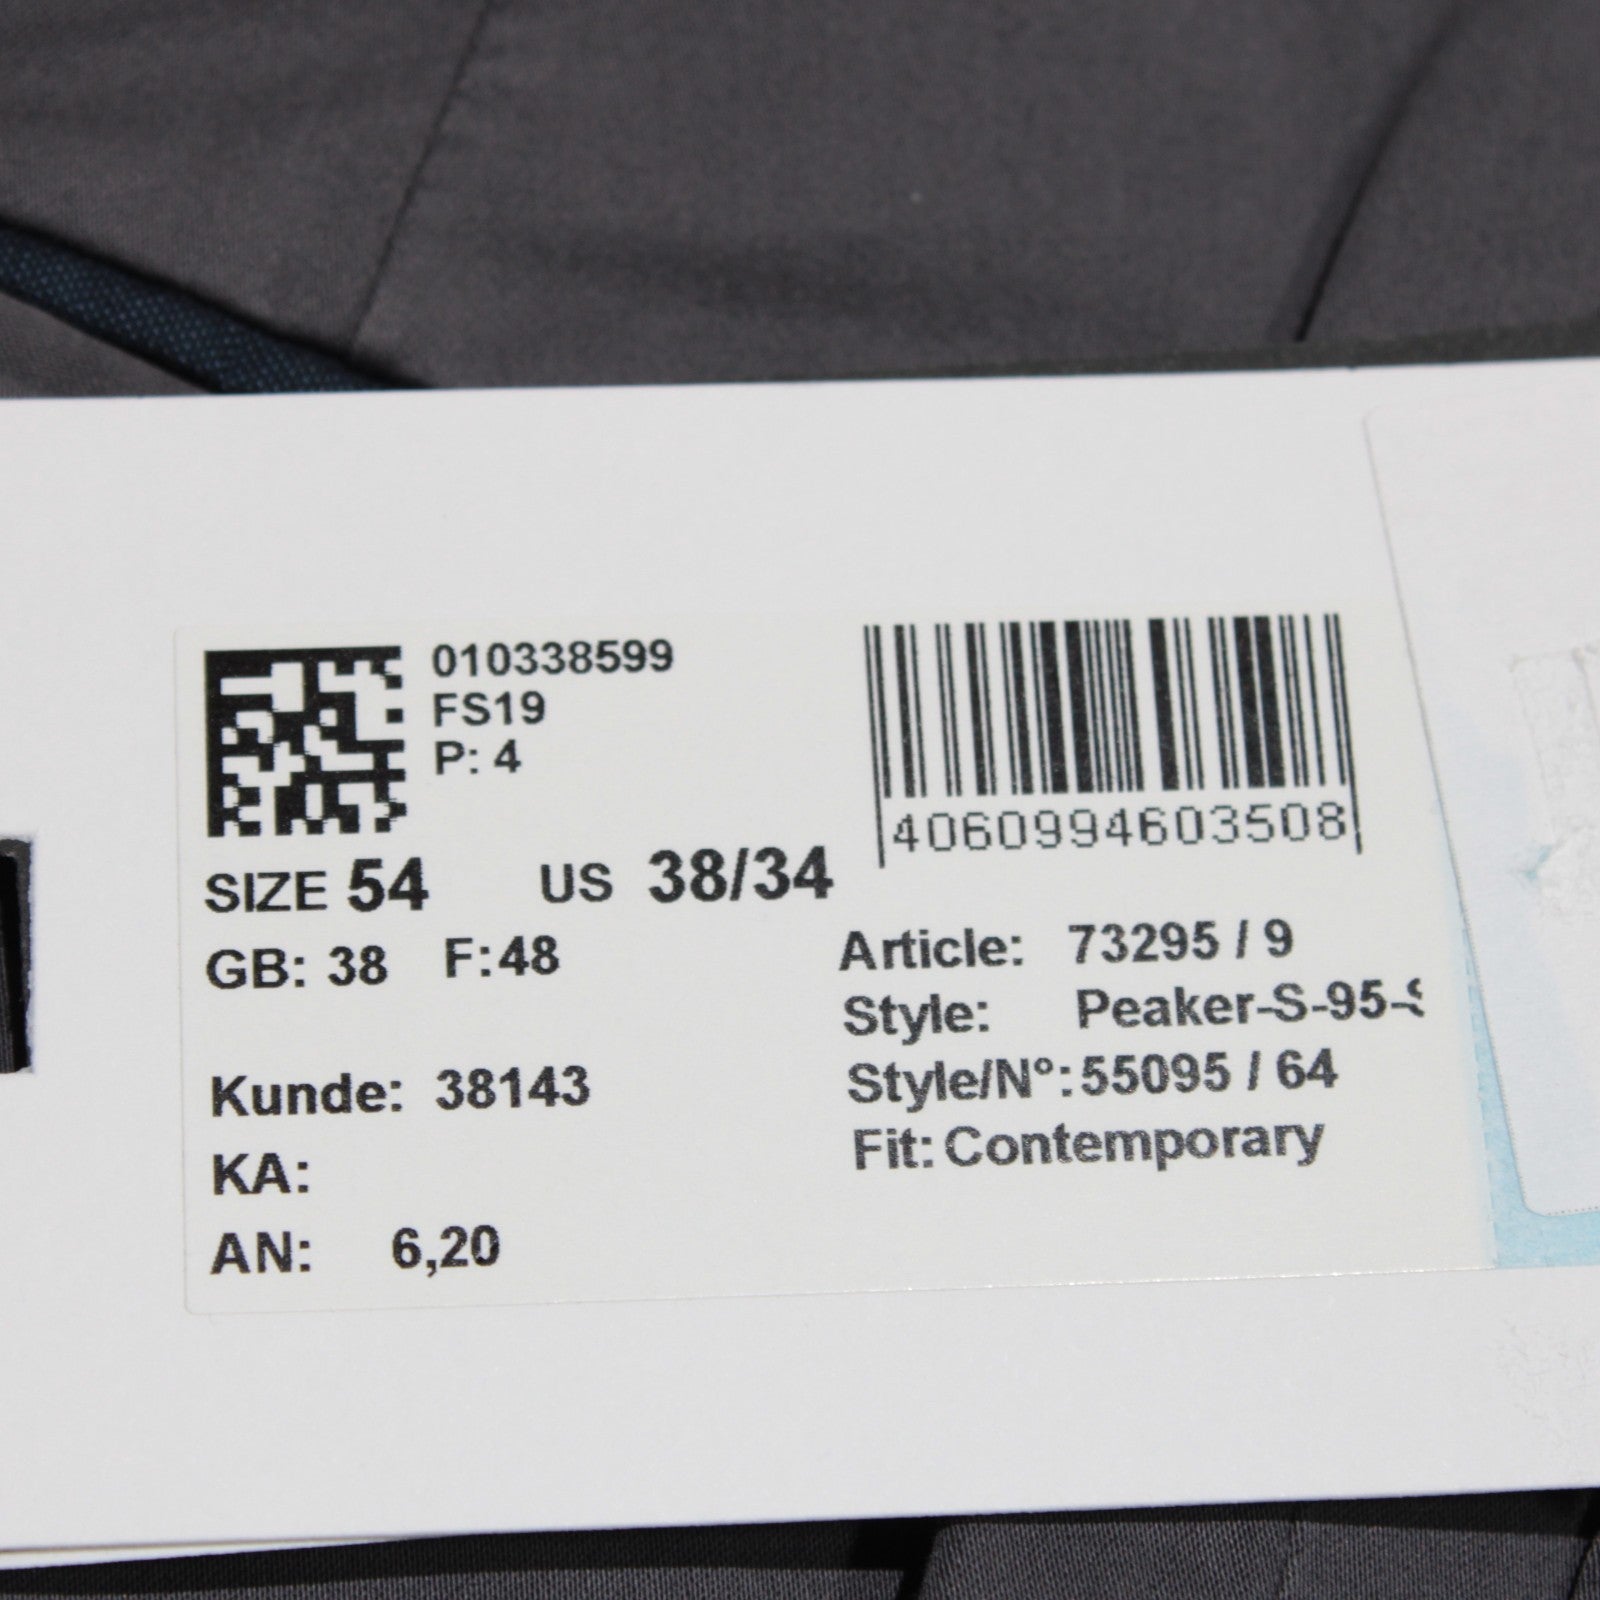 010338599
FS19
P: 4
4060994603508
SIZE 54 US 38/34
GB: 38 F:48
Article: 73295 / 9
Style: Peaker-S-95-
Style/N°:55095 / 64
Fit: Contemporary
Kunde: 38143
KA:
AN: 6,20